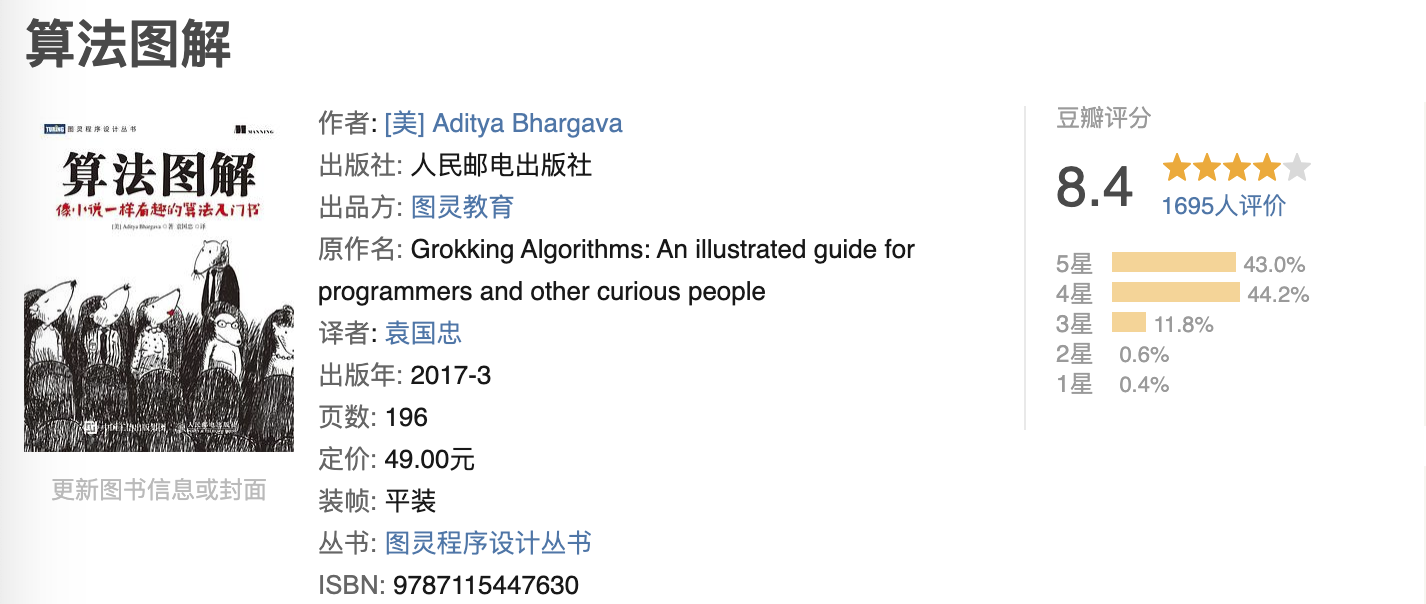 算法图解
TURING 图灵程序设计丛书
MANNING
算法图解
像小说一样有趣的算法入门书
[美] Aditya Bhargava ◎著 袁国忠 ◎译
人民邮电出版社
更新图书信息或封面
作者: [美] Aditya Bhargava
出版社: 人民邮电出版社
出品方: 图灵教育
原作名: Grokking Algorithms: An illustrated guide for
programmers and other curious people
译者: 袁国忠
出版年: 2017-3
页数: 196
定价: 49.00元
装帧: 平装
丛书: 图灵程序设计丛书
ISBN: 9787115447630
豆瓣评分
8.4
1695人评价
5星 43.0%
4星 44.2%
3星 11.8%
2星 0.6%
1星 0.4%